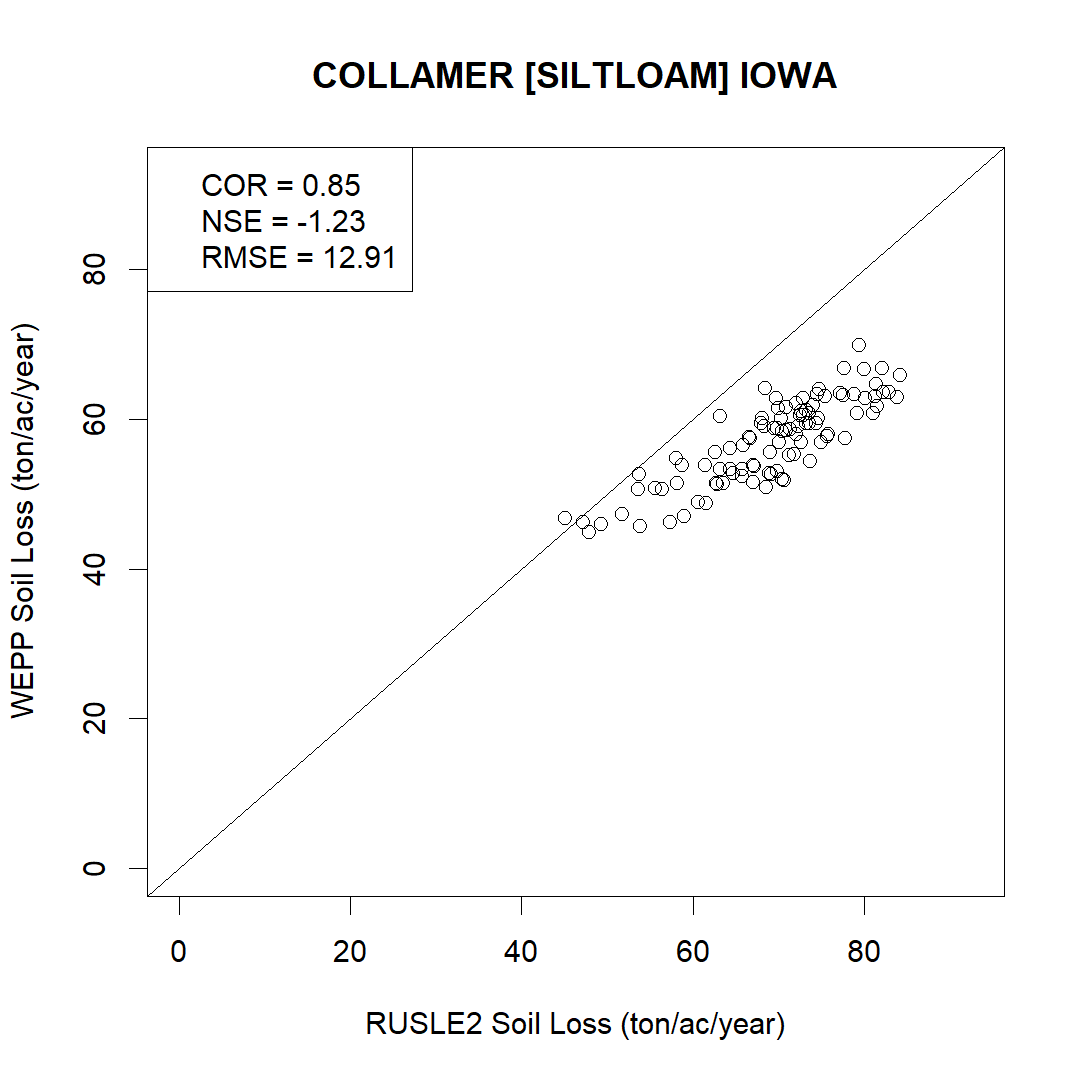 COLLAMER [SILTLOAM] IOWA
COR = 0.85
NSE = -1.23
RMSE = 12.91
WEPP Soil Loss (ton/ac/year)
80
60
40
20
0
0 20 40 60 80
RUSLE2 Soil Loss (ton/ac/year)